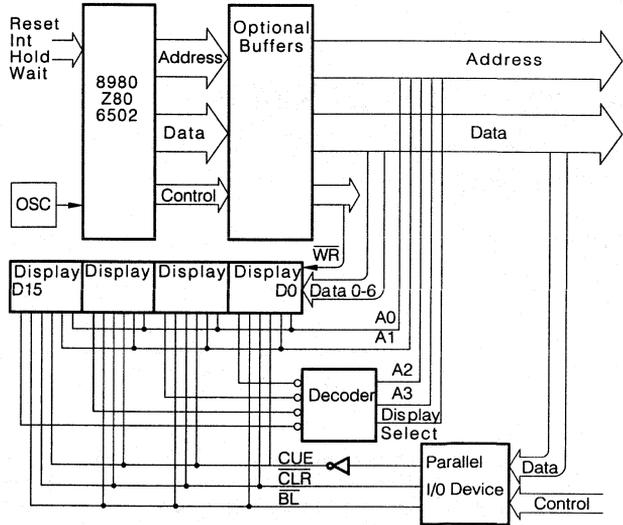 Reset
Int
Hold
Wait
8980
Z80
6502
OSC
Address
Data
Control
Optional
Buffers
Address
Data
WR
Display
D15
Display
Display
Display
D0
Data 0-6
A0
A1
Decoder
A2
A3
Display
Select
CUE
CLR
BL
Parallel
I/0 Device
Data
Control